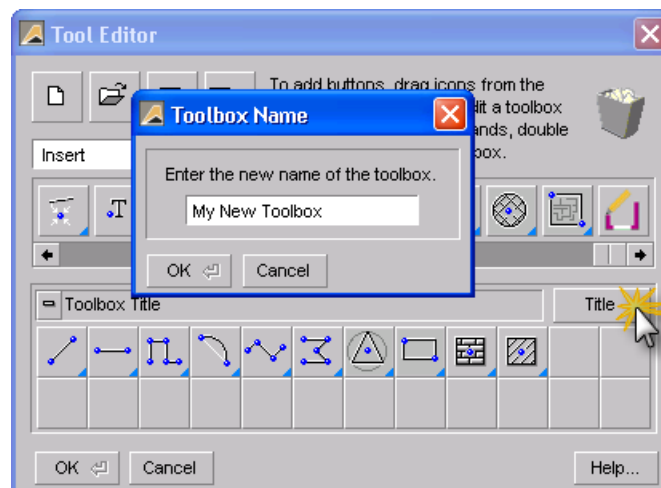 Tool Editor
To add buttons, drag icons from the
dit a toolbox
ands, double
box.
Insert
T
Toolbox Name
Enter the new name of the toolbox.
My New Toolbox
OK
Cancel
Toolbox Title
Title
OK
Cancel
Help...